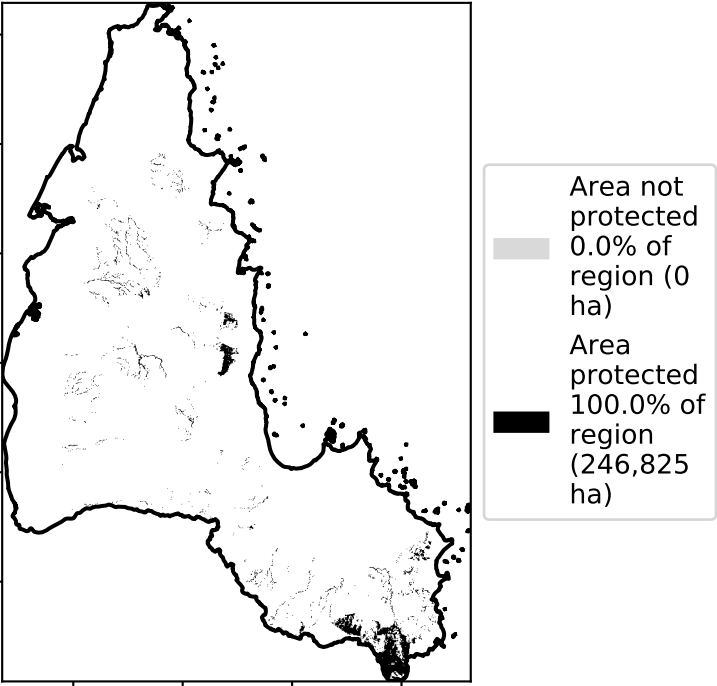 Area not
protected
0.0% of
region (0
ha)
Area
protected
100.0% of
region
(246,825
ha)